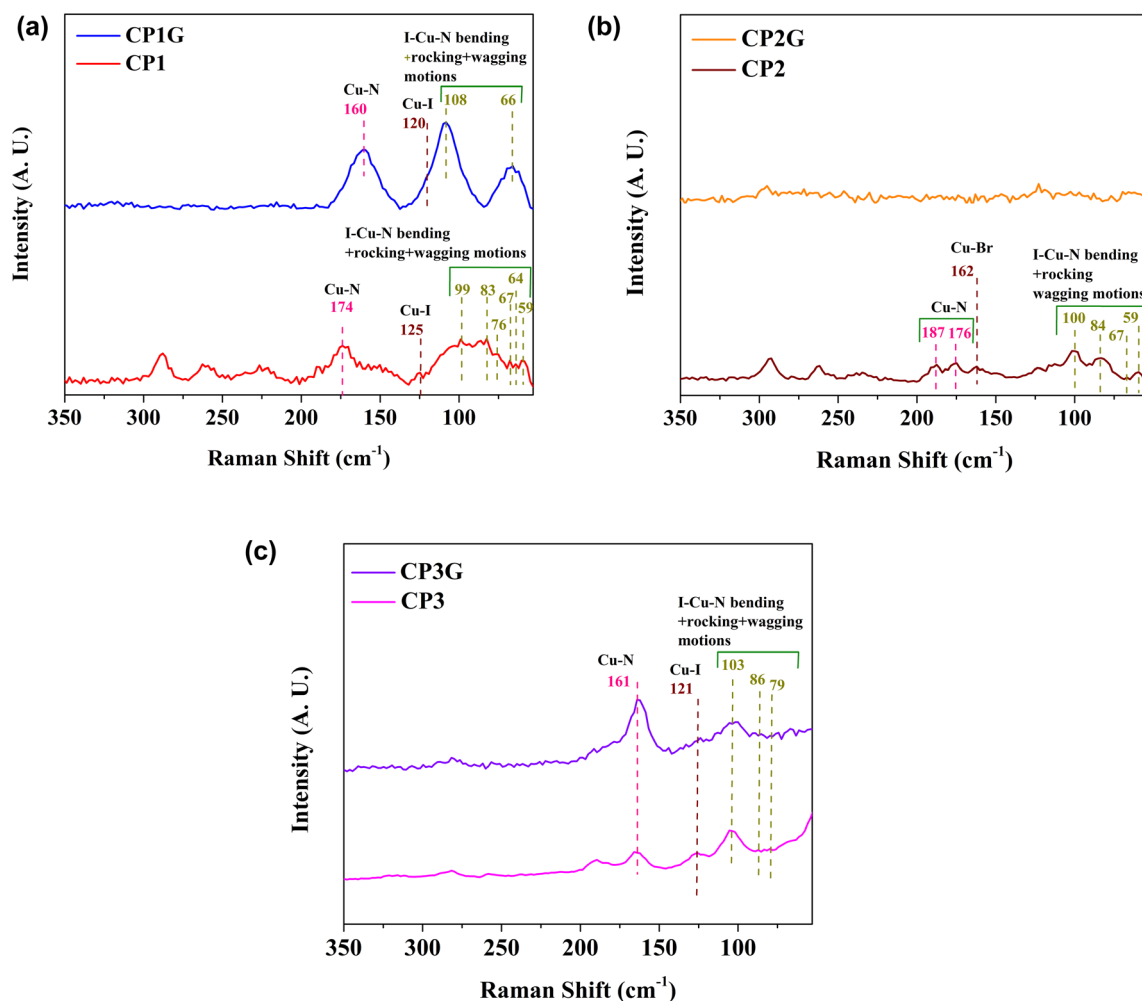 (a)
CP1G
CP1
I-Cu-N bending
+rocking+wagging
motions
Cu-N
160
Cu-I
120
108
66
I-Cu-N bending
+rocking+wagging motions
Cu-N
174
Cu-I
125
99
83
76
67
64
59
Intensity (A. U.)
350 300 250 200 150 100
Raman Shift (cm-1)
(b)
CP2G
CP2
Cu-Br
162
Cu-N
187 176
I-Cu-N bending
+rocking
wagging motions
100
84
67
59
Intensity (A. U.)
350 300 250 200 150 100
Raman Shift (cm-1)
(c)
CP3G
CP3
I-Cu-N bending
+rocking+wagging
motions
Cu-N
161
Cu-I
121
103
86
79
Intensity (A. U.)
350 300 250 200 150 100
Raman Shift (cm-1)